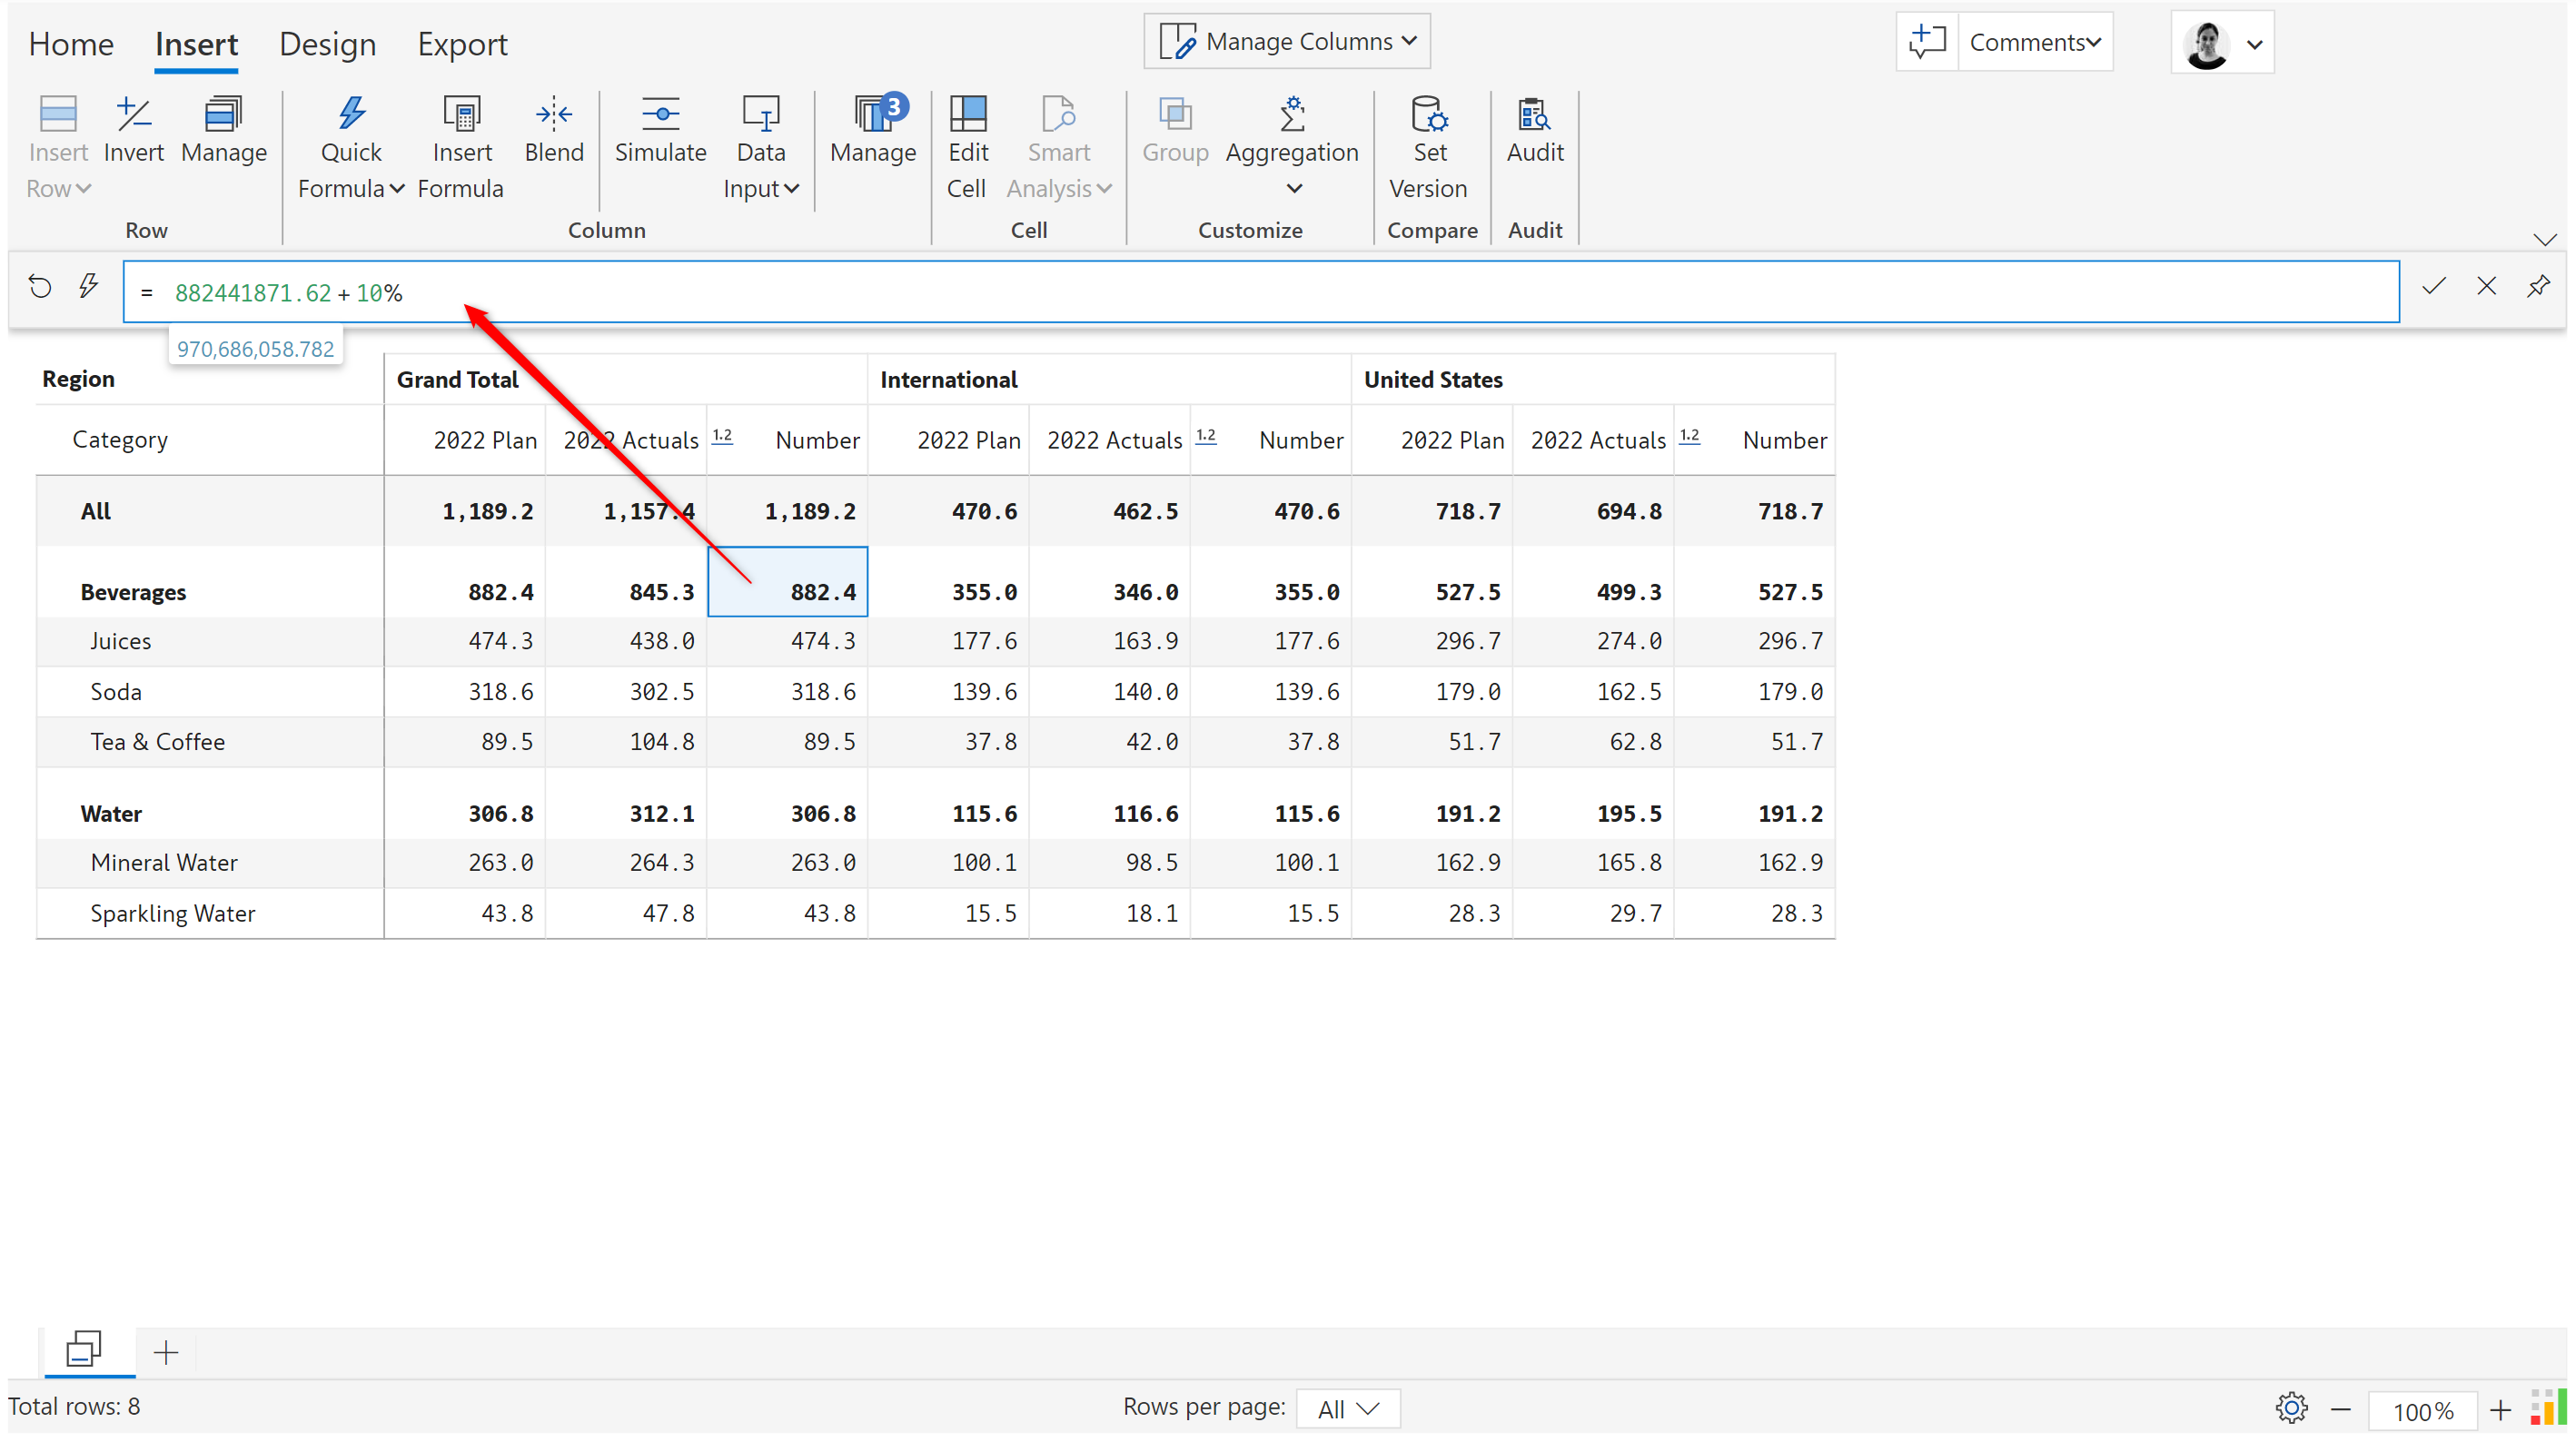 Home Insert Design Export Manage Columns Comments
Insert Row Invert Manage Quick Formula Insert Formula Blend Simulate Data Input Manage 3 Edit Cell Smart Analysis Group Aggregation Set Version Audit
Row Column Cell Customize Compare Audit
= 882441871.62 + 10%
970,686,058.782
Region Grand Total International United States
Category 2022 Plan 2022 Actuals 1.2 Number 2022 Plan 2022 Actuals 1.2 Number 2022 Plan 2022 Actuals 1.2 Number
All 1,189.2 1,157.4 1,189.2 470.6 462.5 470.6 718.7 694.8 718.7
Beverages 882.4 845.3 882.4 355.0 346.0 355.0 527.5 499.3 527.5
Juices 474.3 438.0 474.3 177.6 163.9 177.6 296.7 274.0 296.7
Soda 318.6 302.5 318.6 139.6 140.0 139.6 179.0 162.5 179.0
Tea & Coffee 89.5 104.8 89.5 37.8 42.0 37.8 51.7 62.8 51.7
Water 306.8 312.1 306.8 115.6 116.6 115.6 191.2 195.5 191.2
Mineral Water 263.0 264.3 263.0 100.1 98.5 100.1 162.9 165.8 162.9
Sparkling Water 43.8 47.8 43.8 15.5 18.1 15.5 28.3 29.7 28.3
Total rows: 8 Rows per page: All 100%